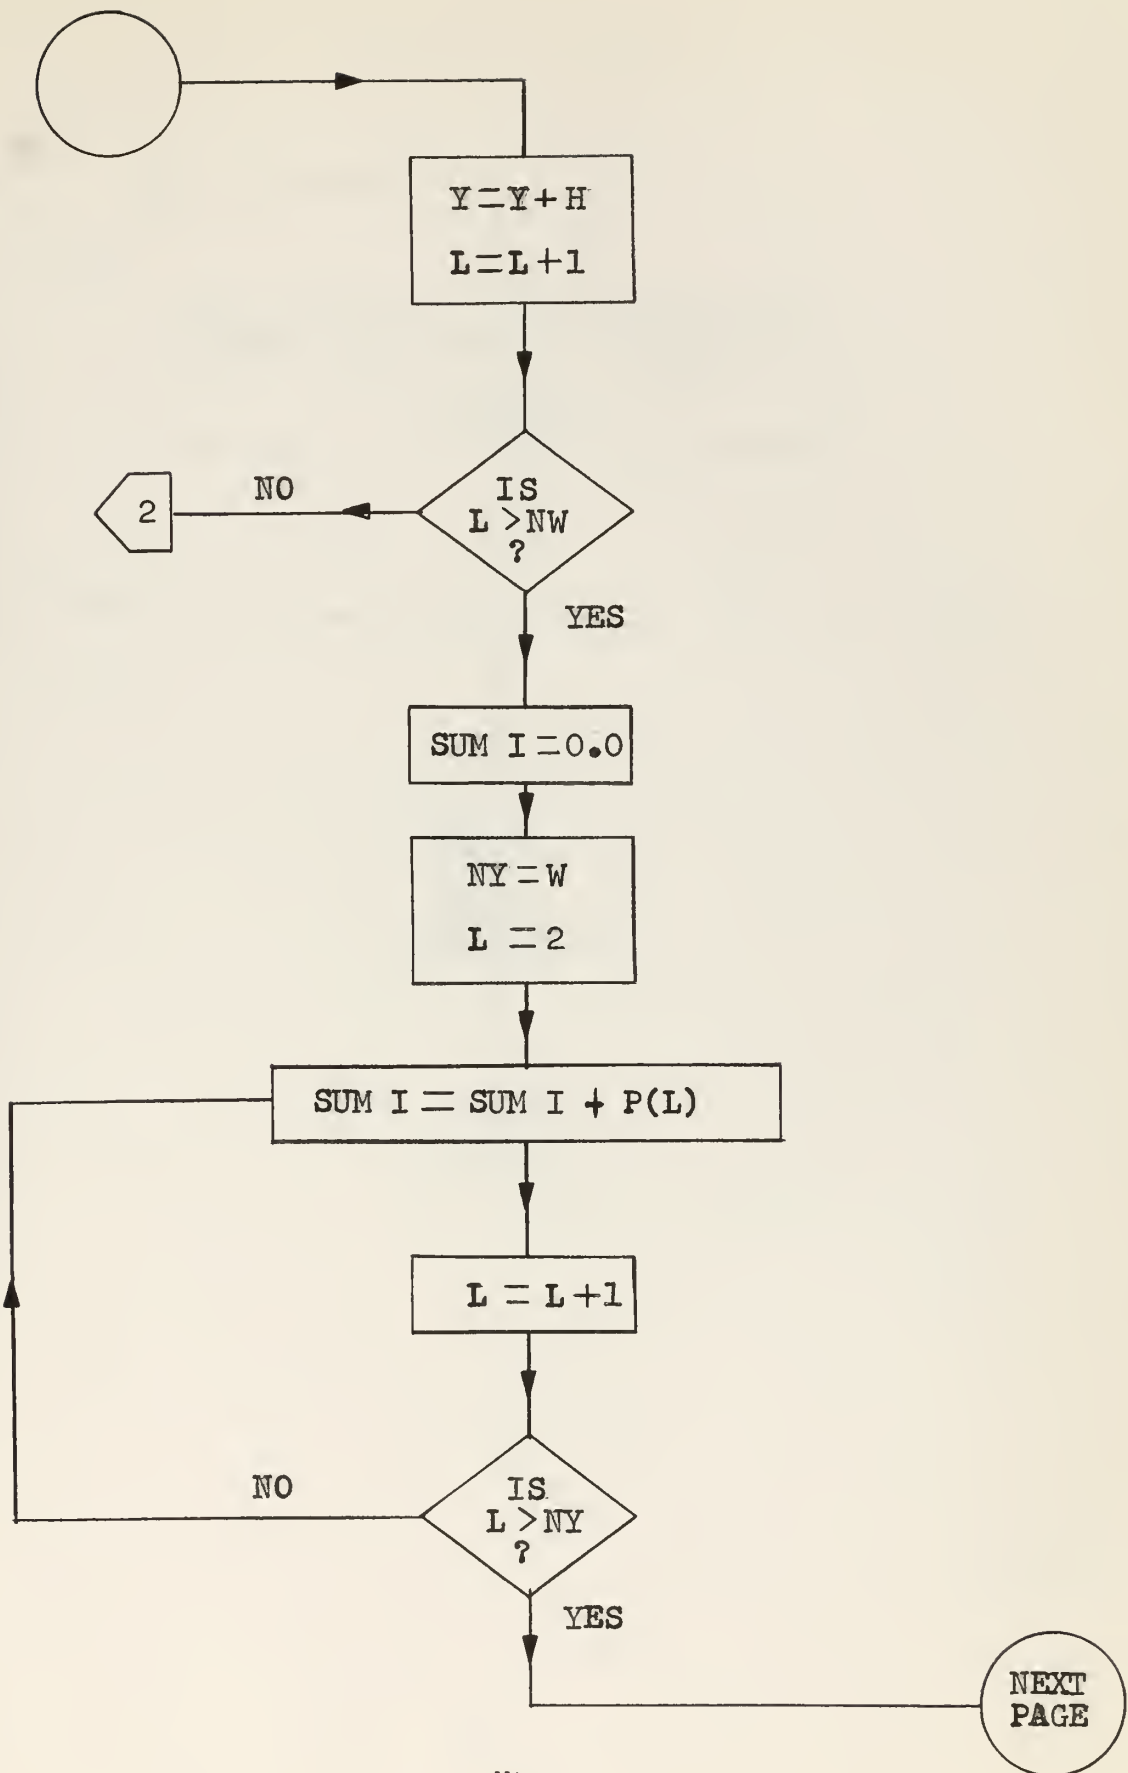 Y=Y+H
L=L+1
IS
L >NW
?
NO
2
YES
SUM I=0.0
NY=W
L =2
SUM I = SUM I + P(L)
L = L+1
IS
L >NY
?
NO
YES
NEXT
PAGE